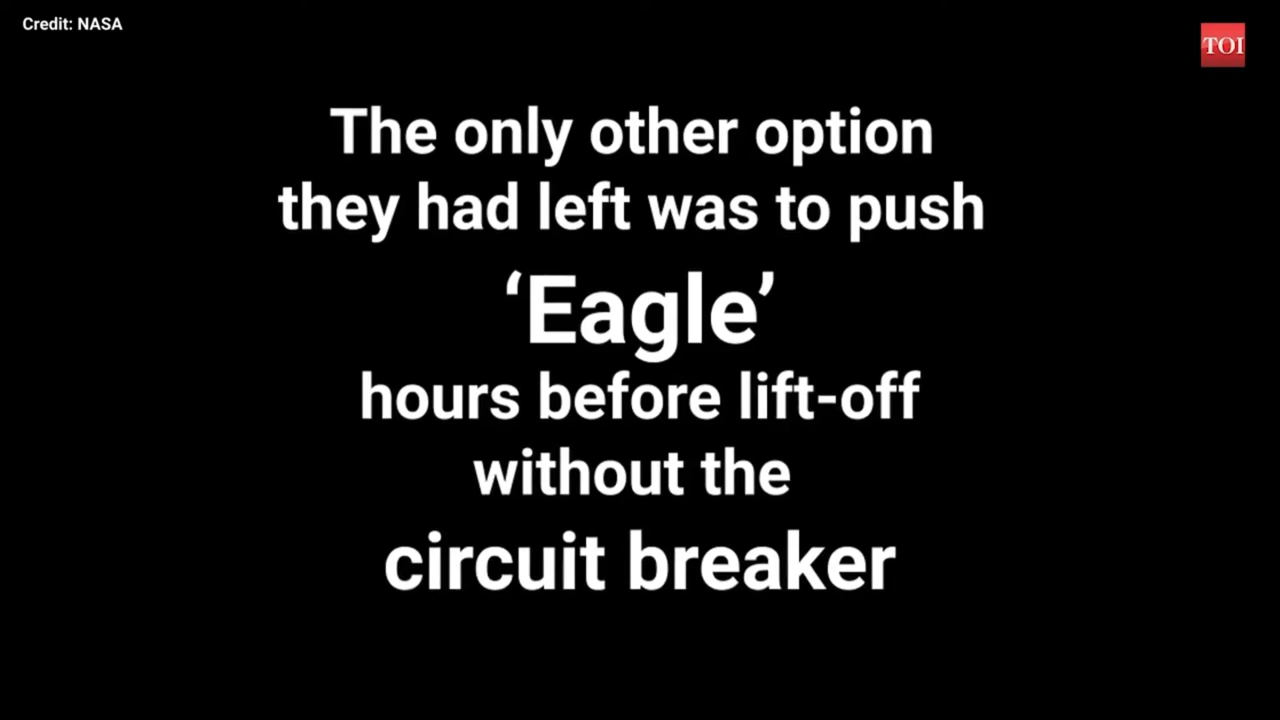 Credit: NASA
TOI
The only other option
they had left was to push
‘Eagle’
hours before lift-off
without the
circuit breaker